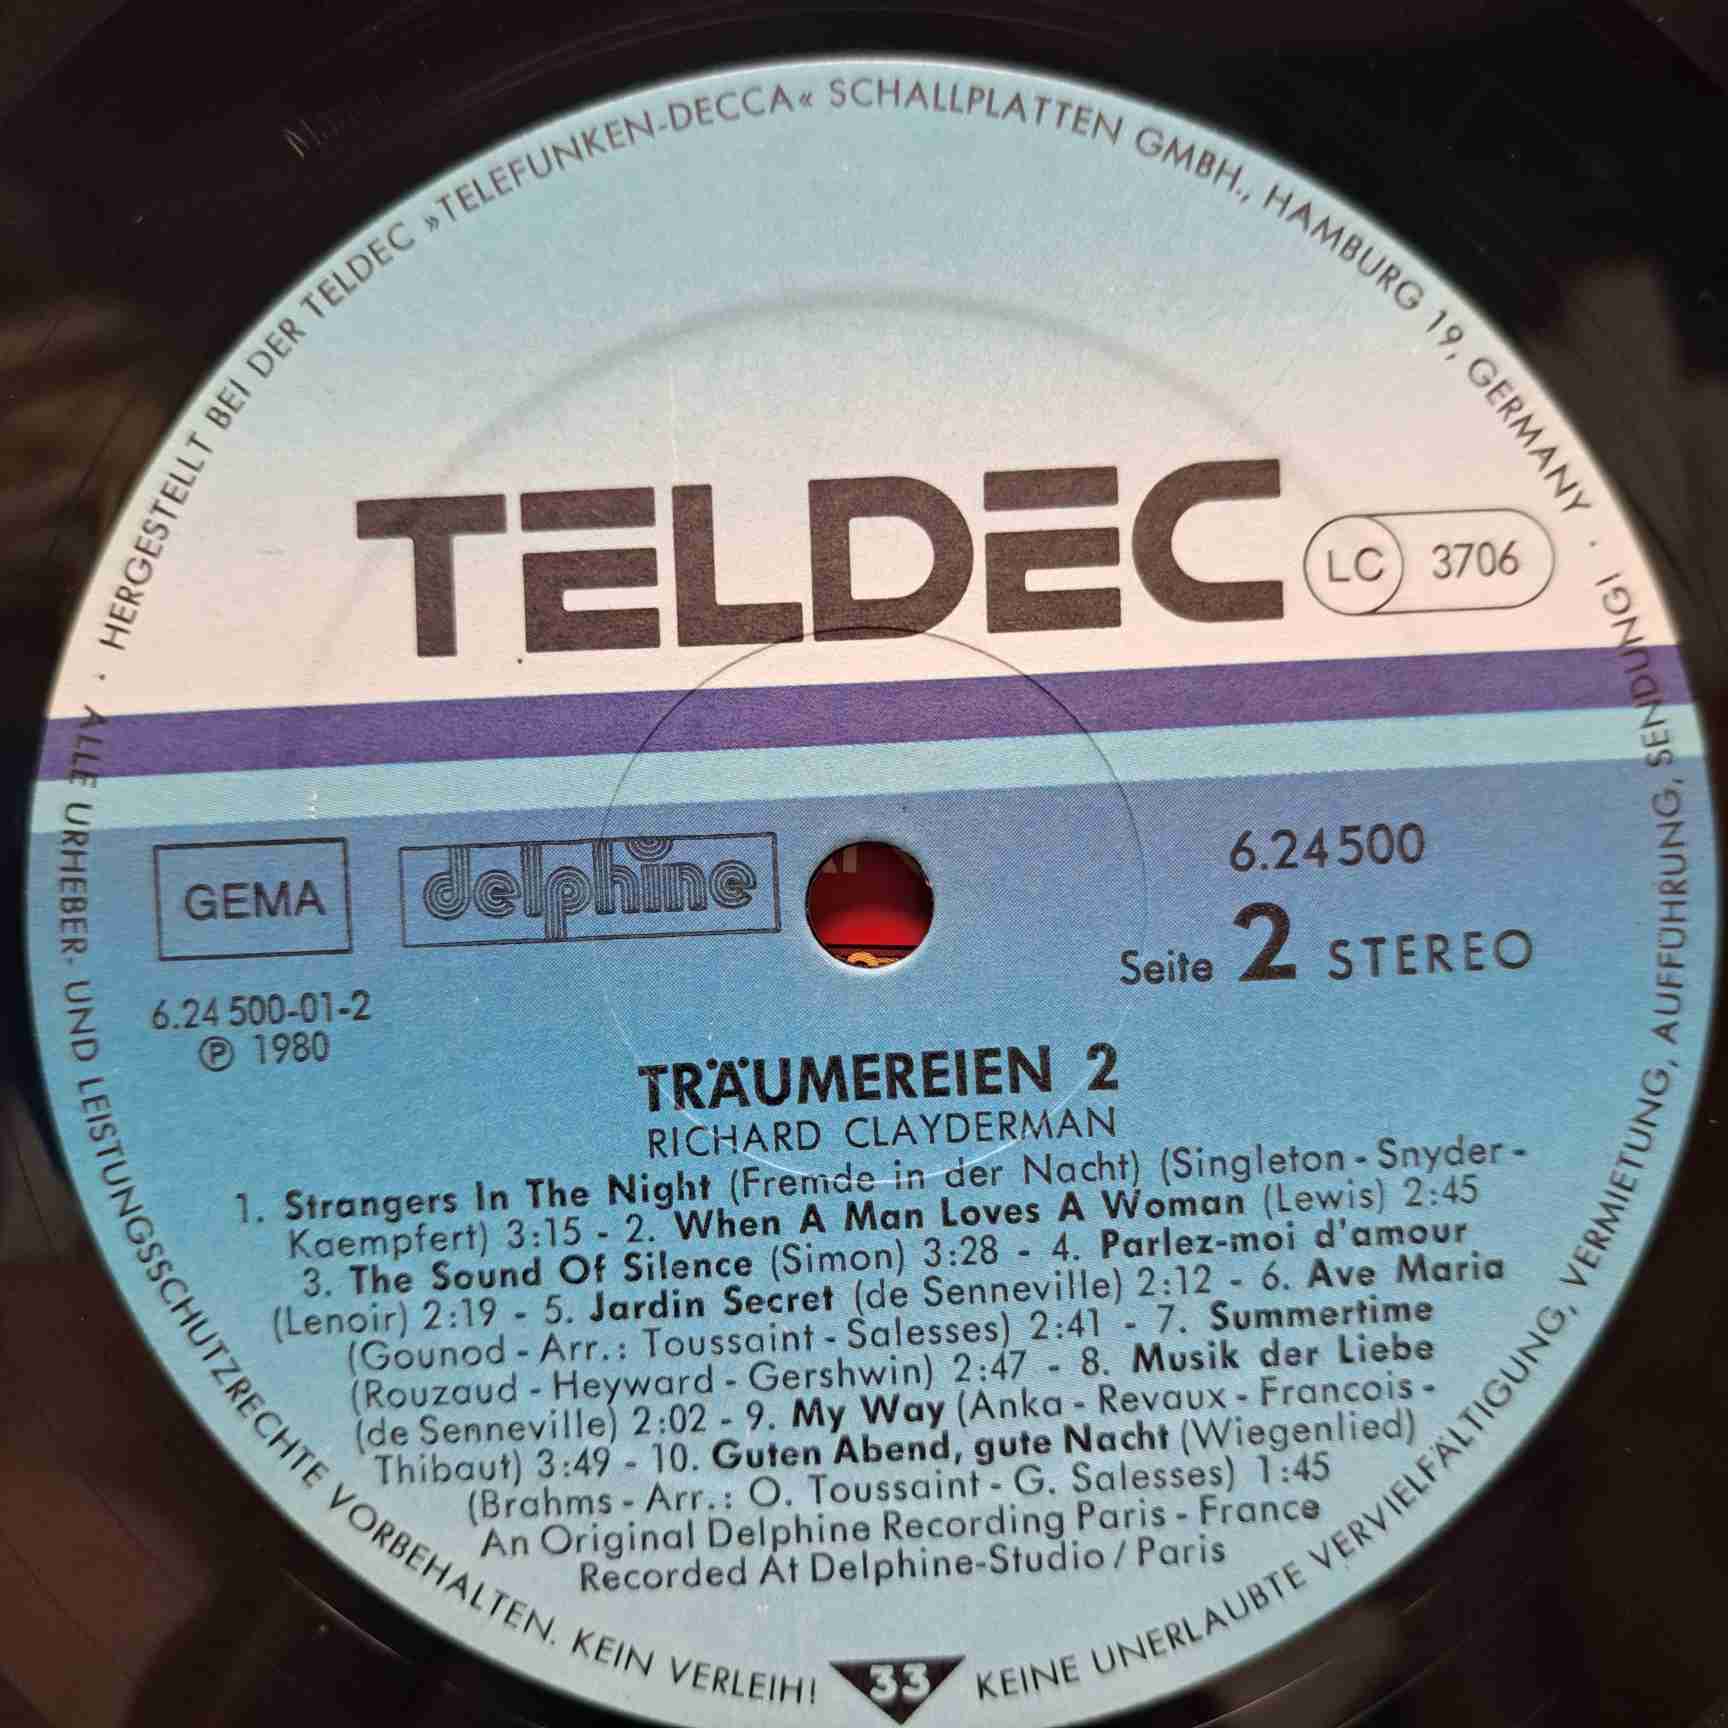 HERGESTELLT BEI DER TELDEC »TELEFUNKEN-DECCA« SCHALLPLATTEN GMBH., HAMBURG 19, GERMANY ·
TELDEC
LC 3706
GEMA
delphine
6.24500
Seite 2 STEREO
6.24 500-01-2
℗ 1980
TRÄUMEREIEN 2
RICHARD CLAYDERMAN
1. Strangers In The Night (Fremde in der Nacht) (Singleton - Snyder -
Kaempfert) 3:15 - 2. When A Man Loves A Woman (Lewis) 2:45
3. The Sound Of Silence (Simon) 3:28 - 4. Parlez-moi d'amour
(Lenoir) 2:19 - 5. Jardin Secret (de Senneville) 2:12 - 6. Ave Maria
(Gounod - Arr.: Toussaint - Salesses) 2:41 - 7. Summertime
(Rouzaud - Heyward - Gershwin) 2:47 - 8. Musik der Liebe
(de Senneville) 2:02 - 9. My Way (Anka - Revaux - Francois -
Thibaut) 3:49 - 10. Guten Abend, gute Nacht (Wiegenlied)
(Brahms - Arr.: O. Toussaint - G. Salesses) 1:45
An Original Delphine Recording Paris - France
Recorded At Delphine-Studio / Paris
· ALLE URHEBER- UND LEISTUNGSSCHUTZRECHTE VORBEHALTEN. KEIN VERLEIH!
33
KEINE UNERLAUBTE VERVIELFÄLTIGUNG, VERMIETUNG, AUFFÜHRUNG, SENDUNG!